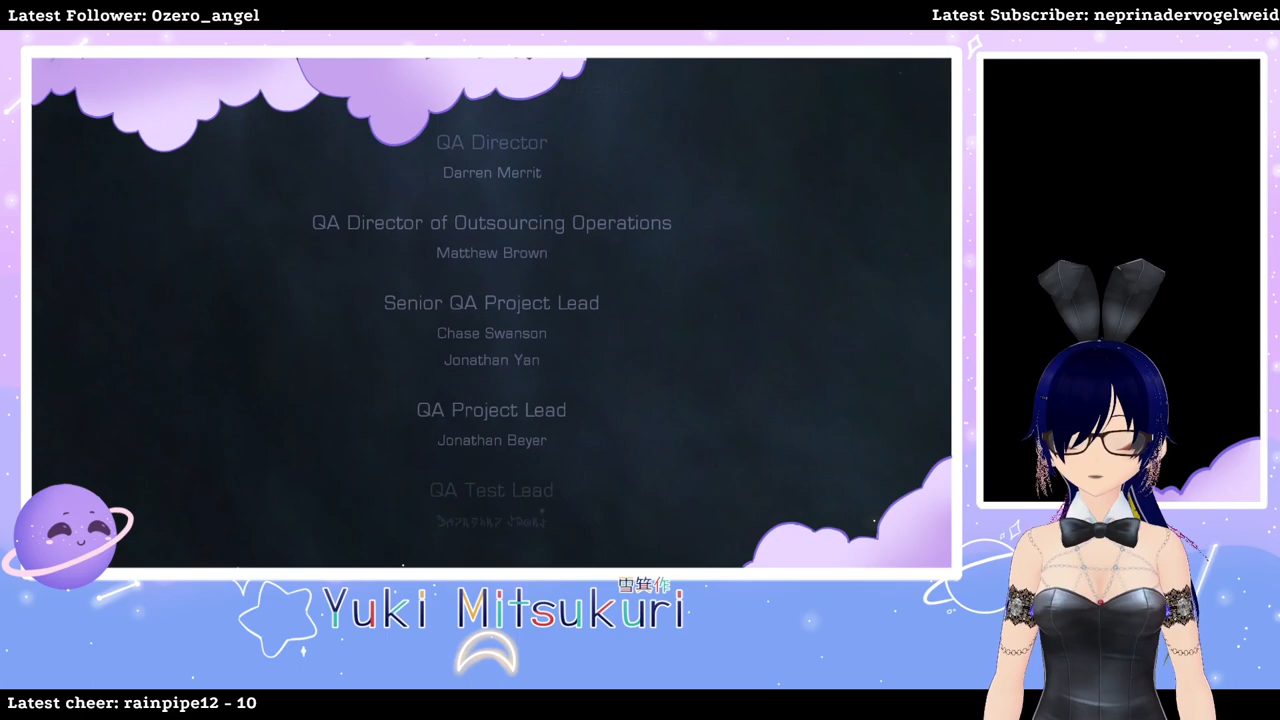 Latest Follower: 0zero_angel
Latest Subscriber: neprinadervogelweid
QA Director
Darren Merrit
QA Director of Outsourcing Operations
Matthew Brown
Senior QA Project Lead
Chase Swanson
Jonathan Yan
QA Project Lead
Jonathan Beyer
QA Test Lead
雪箕作
Yuki Mitsukuri
Latest cheer: rainpipe12 - 10